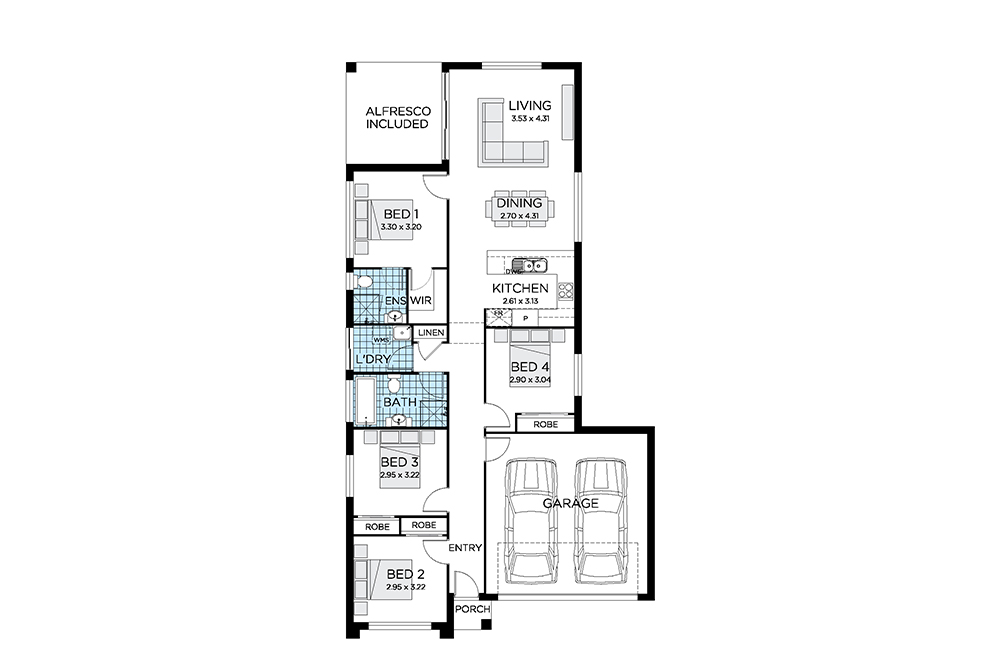 LIVING
3.53 x 4.31
ALFRESCO
INCLUDED
DINING
2.70 x 4.31
BED 1
3.30 x 3.20
DW
KITCHEN
2.61 x 3.13
ENS
WIR
FR
P
LINEN
WMS
L'DRY
BED 4
2.90 x 3.04
BATH
ROBE
BED 3
2.95 x 3.22
GARAGE
ROBE
ROBE
ENTRY
BED 2
2.95 x 3.22
PORCH